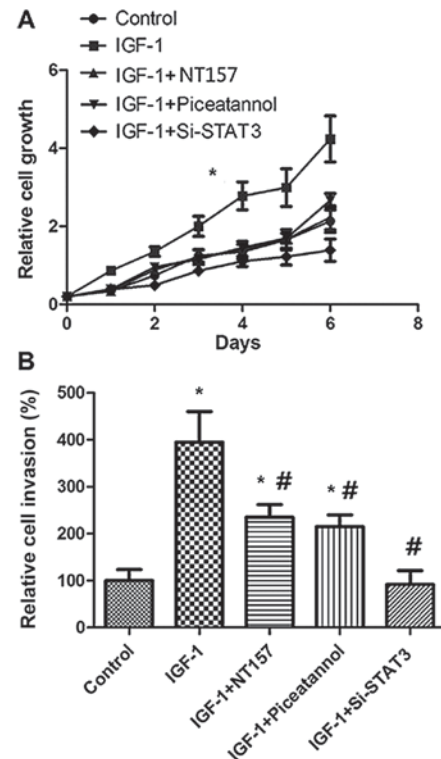 A
Control
IGF-1
IGF-1+NT157
IGF-1+Piceatannol
IGF-1+Si-STAT3
Relative cell growth
6
4
2
0
*
0 2 4 6 8
Days
B
Relative cell invasion (%)
500
400
300
200
100
0
*
* #
* #
#
Control
IGF-1
IGF-1+NT157
IGF-1+Piceatannol
IGF-1+Si-STAT3